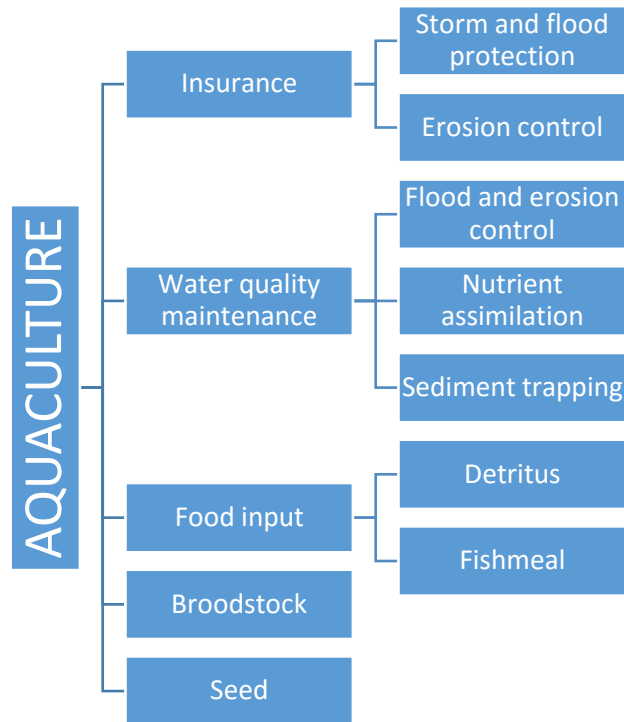 AQUACULTURE
Insurance
Storm and flood
protection
Erosion control
Water quality
maintenance
Flood and erosion
control
Nutrient
assimilation
Sediment trapping
Food input
Detritus
Fishmeal
Broodstock
Seed